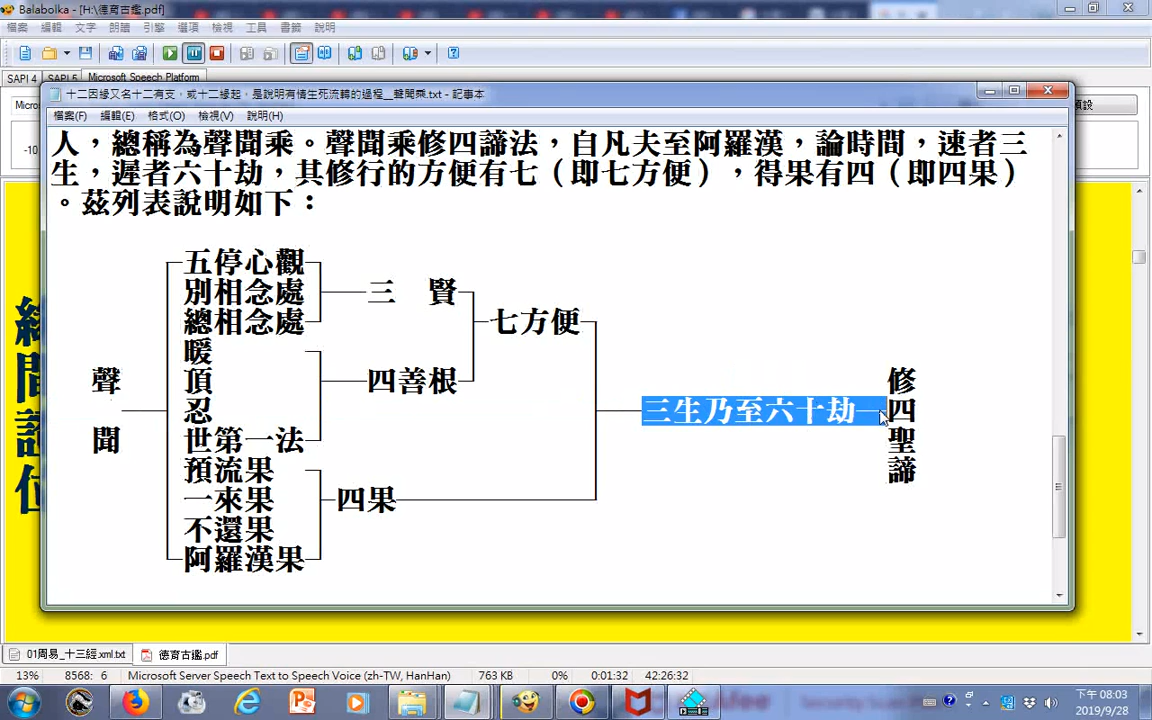 Balabolka - [H:\德育古鑑.pdf]
檔案 編輯 文字 朗讀 引擎 選項 檢視 工具 書籤 說明
SAPI 4 SAPI 5 Microsoft Speech Platform
十二因緣又名十二有支，或十二緣起，是說明有情生死流轉的過程__聲聞乘.txt - 記事本
Micro
預設
檔案(F) 編輯(E) 格式(O) 檢視(V) 說明(H)
-10
人，總稱為聲聞乘。聲聞乘修四諦法，自凡夫至阿羅漢，論時間，速者三
生，遲者六十劫，其修行的方便有七（即七方便），得果有四（即四果）
。茲列表說明如下：
五停心觀
別相念處 三　賢
總相念處 七方便
暖
聲 頂 四善根 修
忍 三生乃至六十劫 四
聞 世第一法 聖
預流果 諦
一來果 四果
不還果
阿羅漢果
間
位
01周易_十三經.xml.txt 德育古鑑.pdf
13% 8568: 6 Microsoft Server Speech Text to Speech Voice (zh-TW, HanHan) 763 KB 0% 0:01:32 42:26:32
下午 08:03
2019/9/28